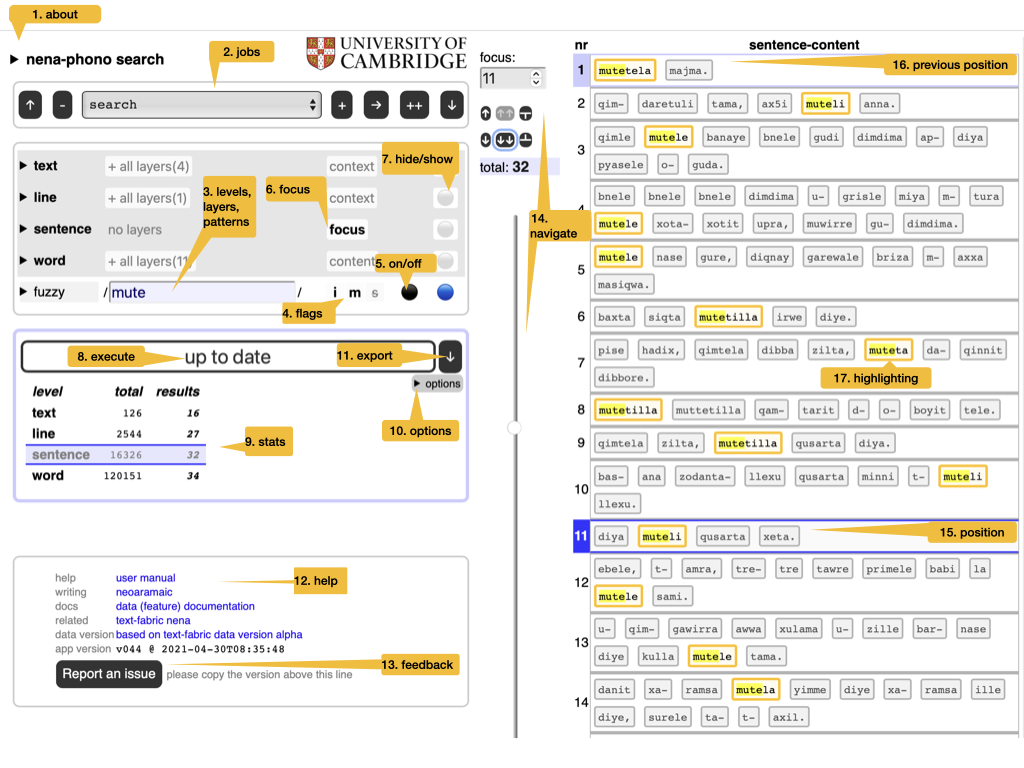 1. about
nena-phono search
UNIVERSITY OF
CAMBRIDGE
2. jobs
search
-
+
++
text
+ all layers(4)
context
7. hide/show
line
+ all layers(1)
context
3. levels,
layers,
patterns
6. focus
sentence
no layers
focus
word
+ all layers(11
content
5. on/off
fuzzy
/ mute /
i m s
4. flags
8. execute
up to date
11. export
options
10. options
level total results
text 126 16
line 2544 27
sentence 16326 32
word 120151 34
9. stats
help user manual
writing neoaramaic
docs data (feature) documentation
related text-fabric nena
data version based on text-fabric data version alpha
app version v044 @ 2021-04-30T08:35:48
12. help
Report an issue
please copy the version above this line
13. feedback
focus:
11
total: 32
14.
navigate
nr sentence-content
1 mutetela majma.
16. previous position
2 qim- daretuli tama, ax5i muteli anna.
3 qimle mutele banaye bnele gudi dimdima ap- diya
pyasele o- guda.
4 bnele bnele bnele dimdima u- grisle miya m- tura
mutele xota- xotit upra, muwirre gu- dimdima.
5 mutele nase gure, diqnay garewale briza m- axxa
masiqwa.
6 baxta siqta mutetilla irwe diye.
7 pise hadix, qimtela dibba zilta, muteta da- qinnit
dibbore.
17. highlighting
8 mutetilla muttetilla qam- tarit d- o- boyit tele.
9 qimtela zilta, mutetilla qusarta diya.
10 bas- ana zodanta- llexu qusarta minni t- muteli
llexu.
11 diya muteli qusarta xeta.
15. position
12 ebele, t- amra, tre- tre tawre primele babi la
mutele sami.
13 u- qim- gawirra awwa xulama u- zille bar- nase
diye kulla mutele tama.
14 danit xa- ramsa mutela yimme diye xa- ramsa ille
diye, surele ta- t- axil.